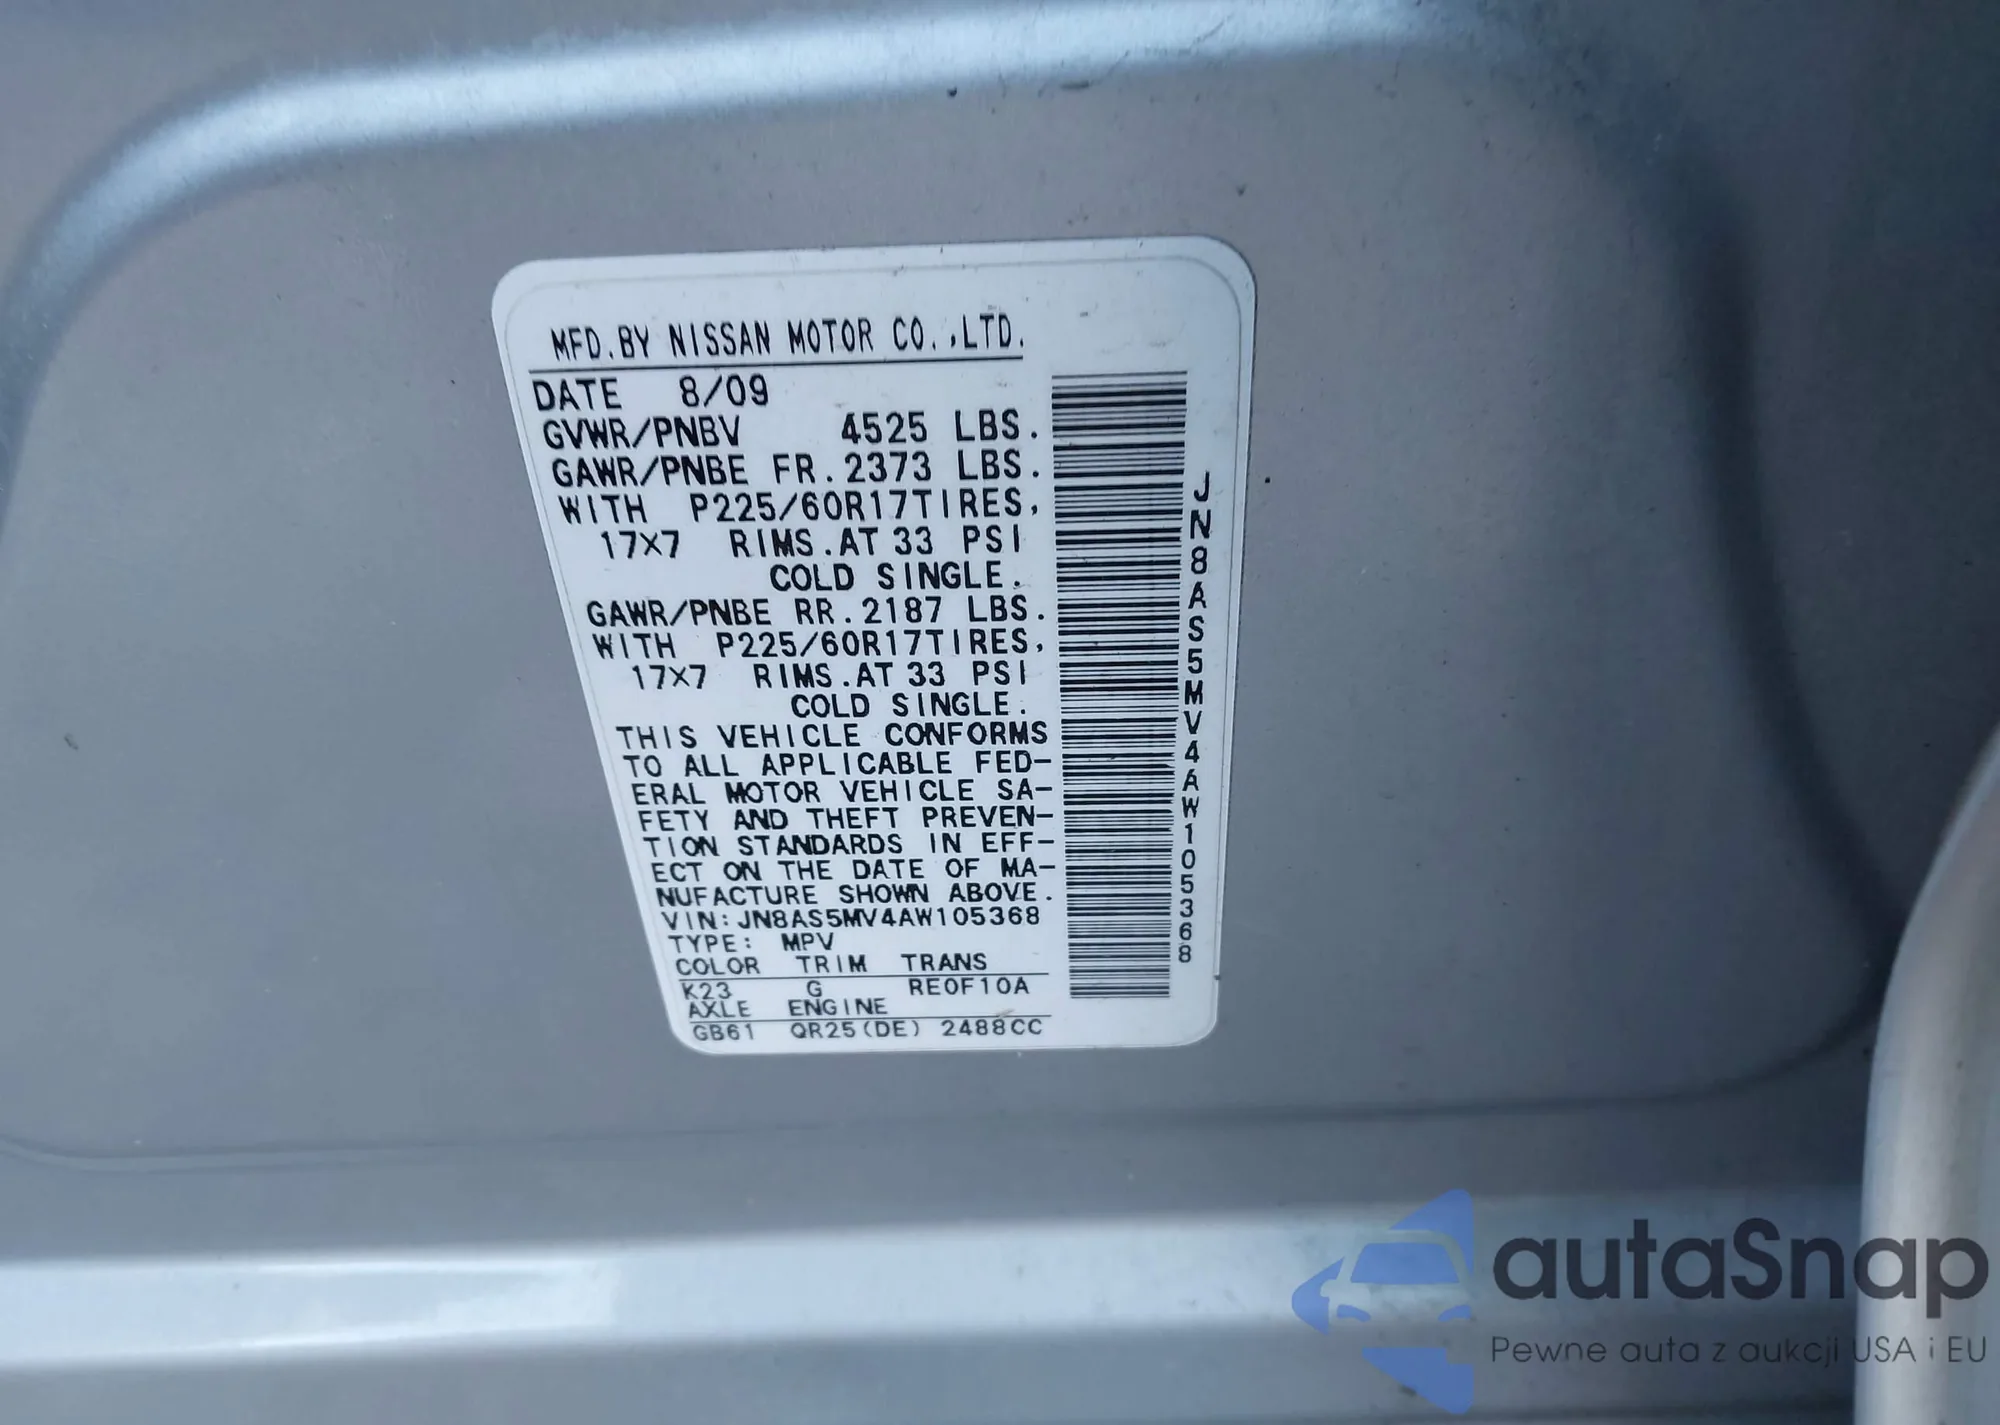 MFD.BY NISSAN MOTOR CO.,LTD.
DATE 8/09
GVWR/PNBV 4525 LBS.
GAWR/PNBE FR.2373 LBS.
WITH P225/60R17TIRES,
17X7 RIMS.AT 33 PSI
COLD SINGLE.
GAWR/PNBE RR.2187 LBS.
WITH P225/60R17TIRES,
17X7 RIMS.AT 33 PSI
COLD SINGLE.
THIS VEHICLE CONFORMS
TO ALL APPLICABLE FED-
ERAL MOTOR VEHICLE SA-
FETY AND THEFT PREVEN-
TION STANDARDS IN EFF-
ECT ON THE DATE OF MA-
NUFACTURE SHOWN ABOVE.
VIN:JN8AS5MV4AW105368
TYPE: MPV
COLOR TRIM TRANS
K23 G RE0F10A
AXLE ENGINE
GB61 QR25(DE) 2488CC
JN8AS5MV4AW105368
autaSnap
Pewne auta z aukcji USA i EU